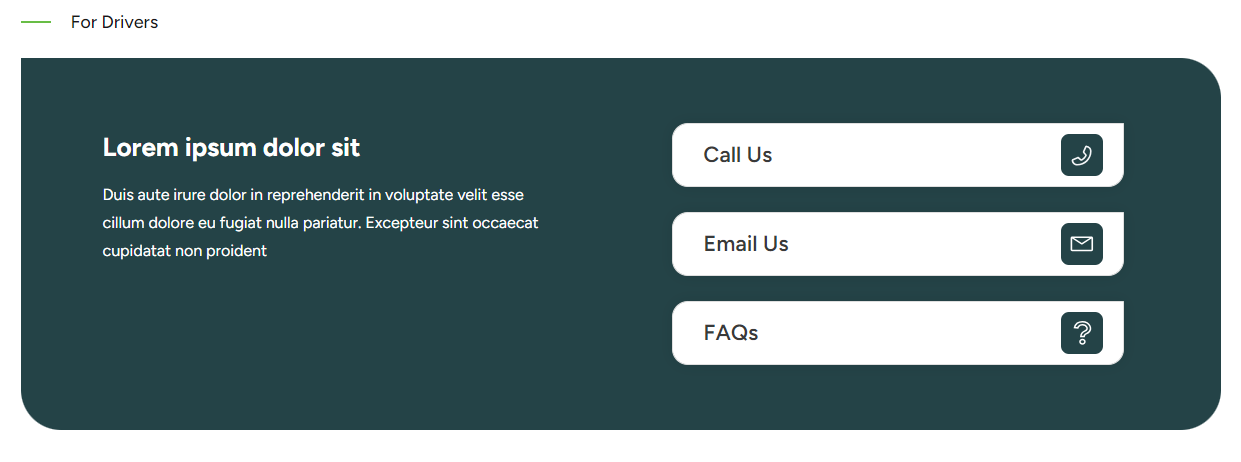 For Drivers
Lorem ipsum dolor sit
Duis aute irure dolor in reprehenderit in voluptate velit esse
cillum dolore eu fugiat nulla pariatur. Excepteur sint occaecat
cupidatat non proident
Call Us
Email Us
FAQs